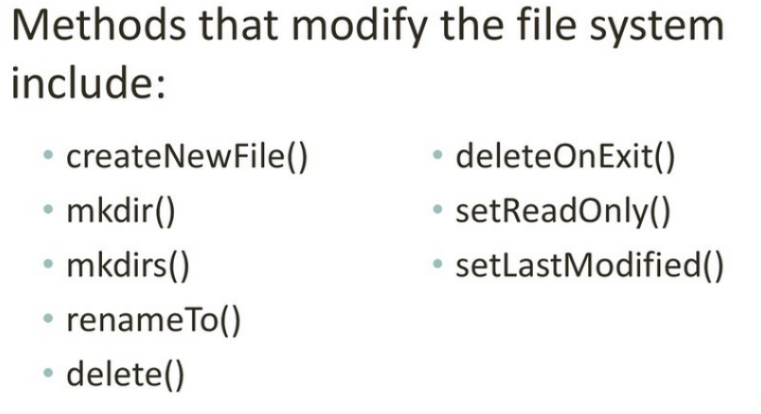 Methods that modify the file system
include:
• createNewFile()
• mkdir()
• mkdirs()
• renameTo()
• delete()
• deleteOnExit()
• setReadOnly()
• setLastModified()